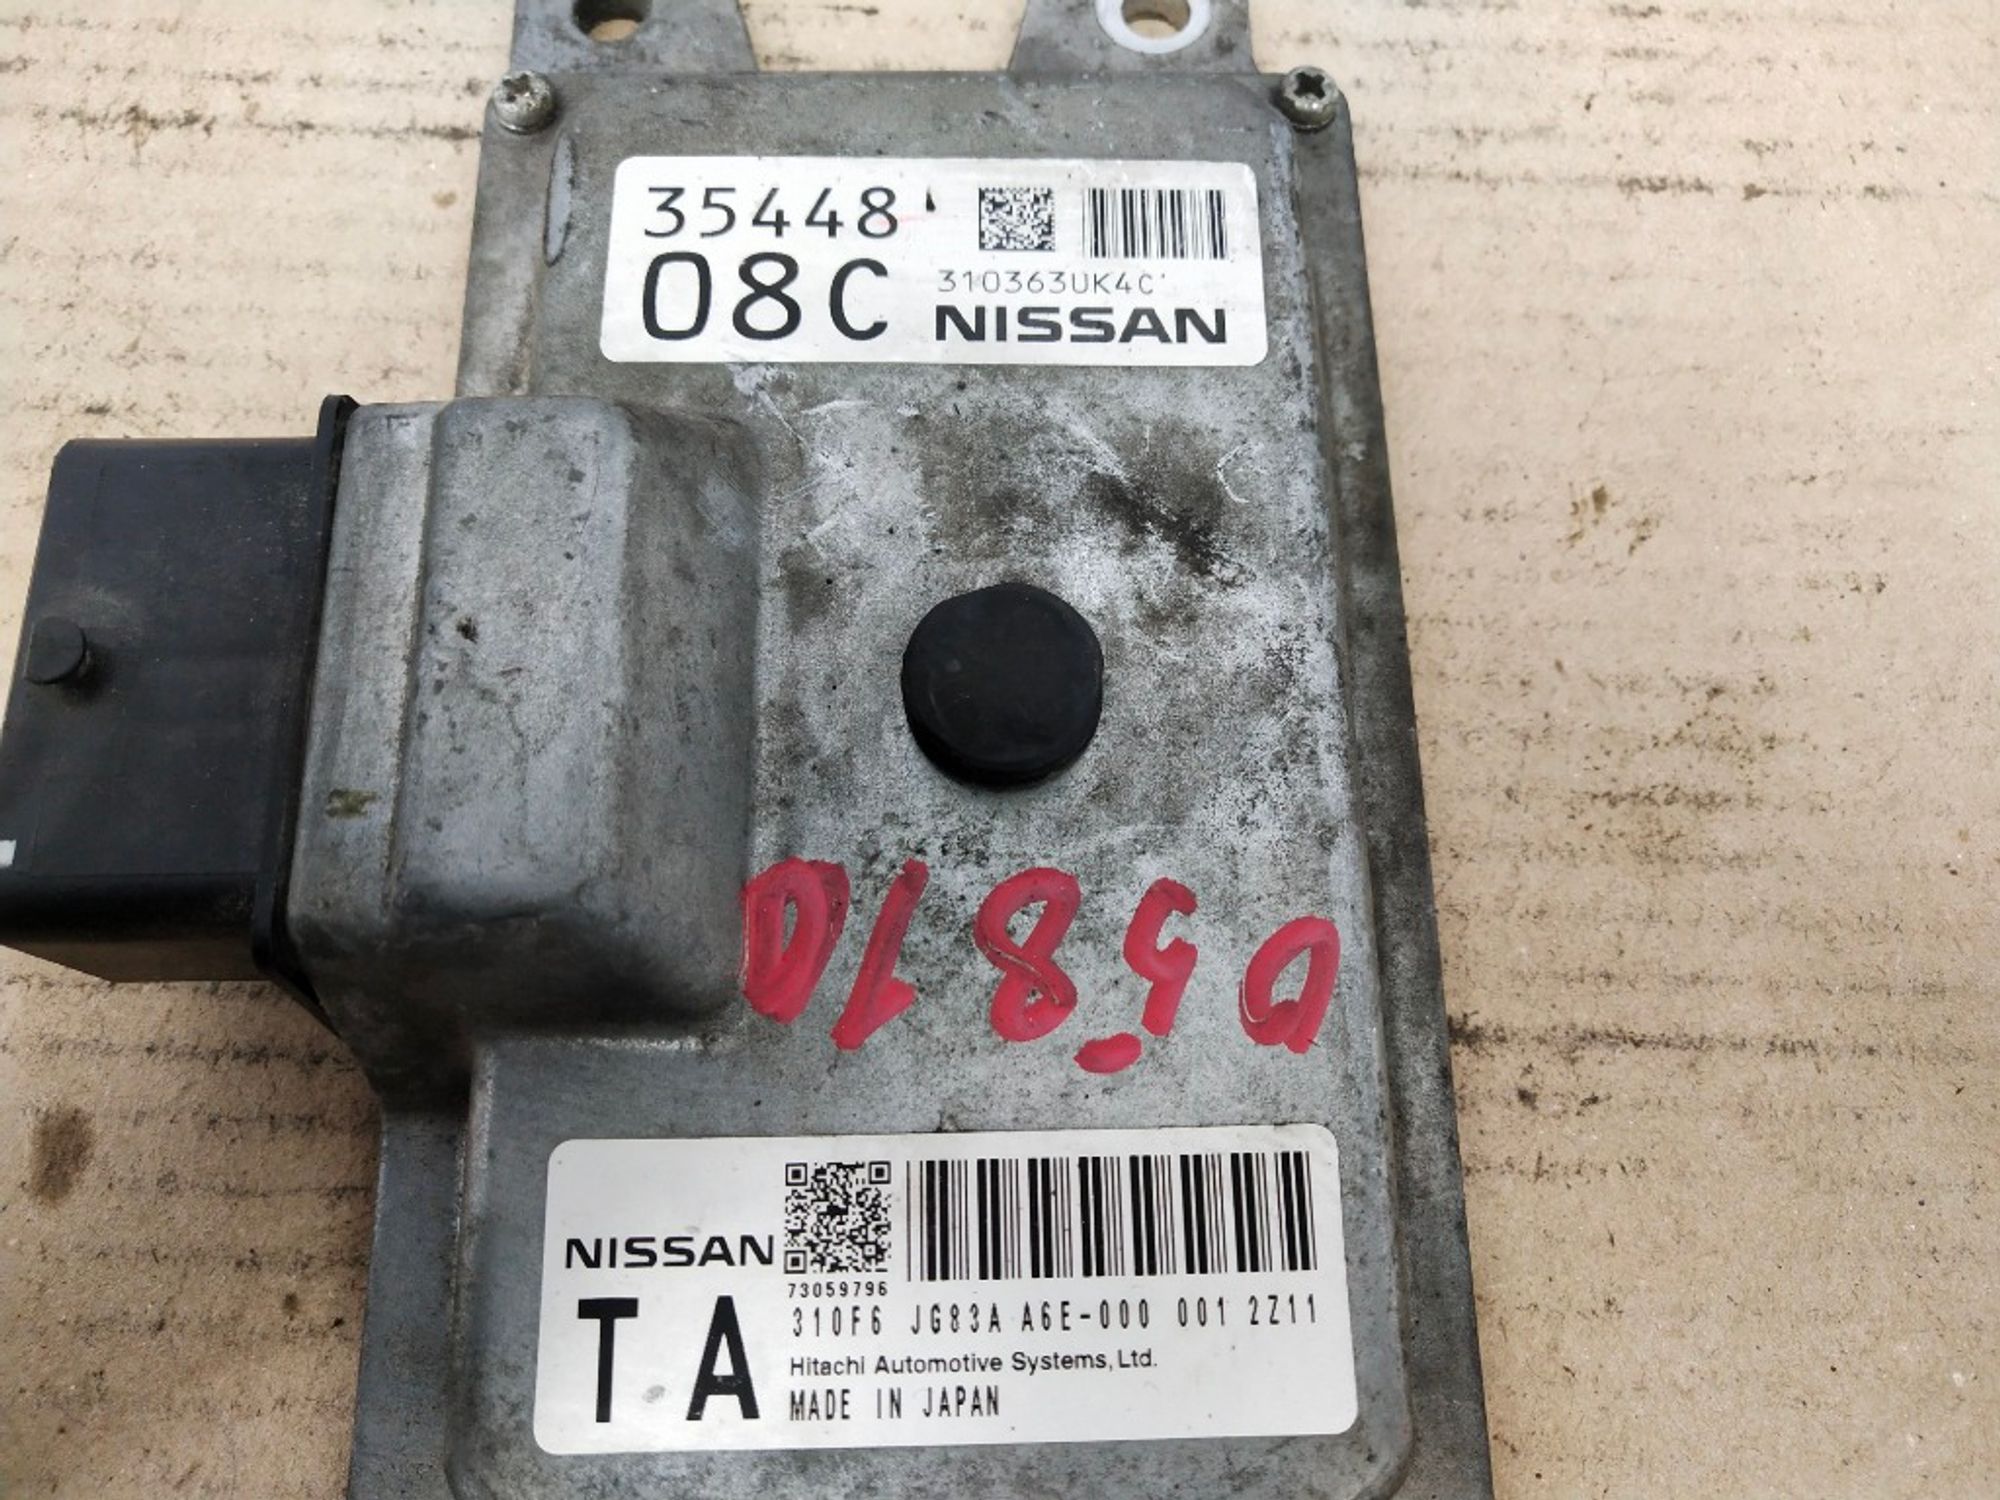 35448
08C
310363UK4C
NISSAN
05810
NISSAN
73059796
TA
310F6 JG83A A6E-000 001 2Z11
Hitachi Automotive Systems, Ltd.
MADE IN JAPAN